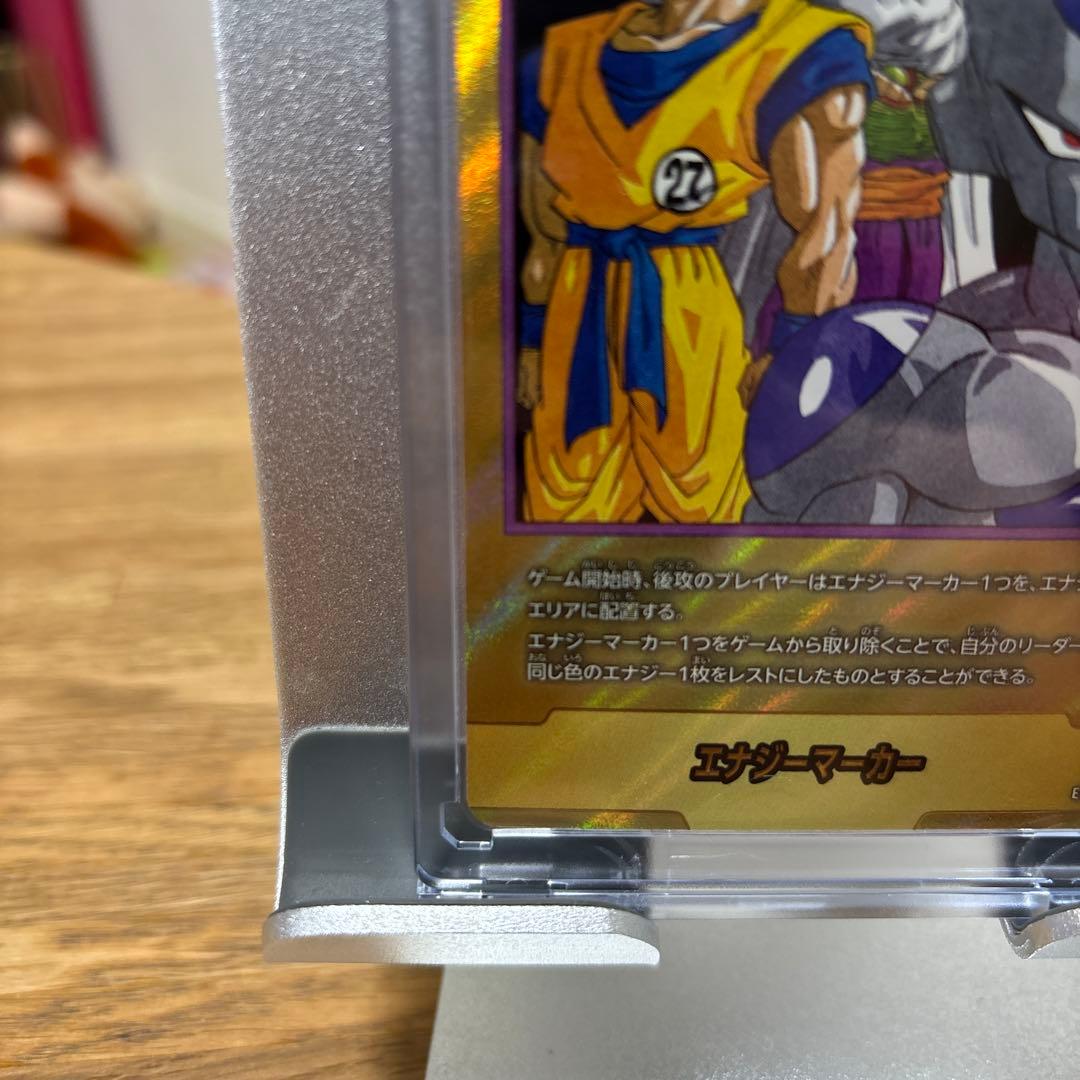 27
ゲーム開始時、後攻のプレイヤーはエナジーマーカー1つを、エナジ
エリアに配置する。
エナジーマーカー1つをゲームから取り除くことで、自分のリーダー
同じ色のエナジー1枚をレストにしたものとすることができる。
エナジーマーカー
E